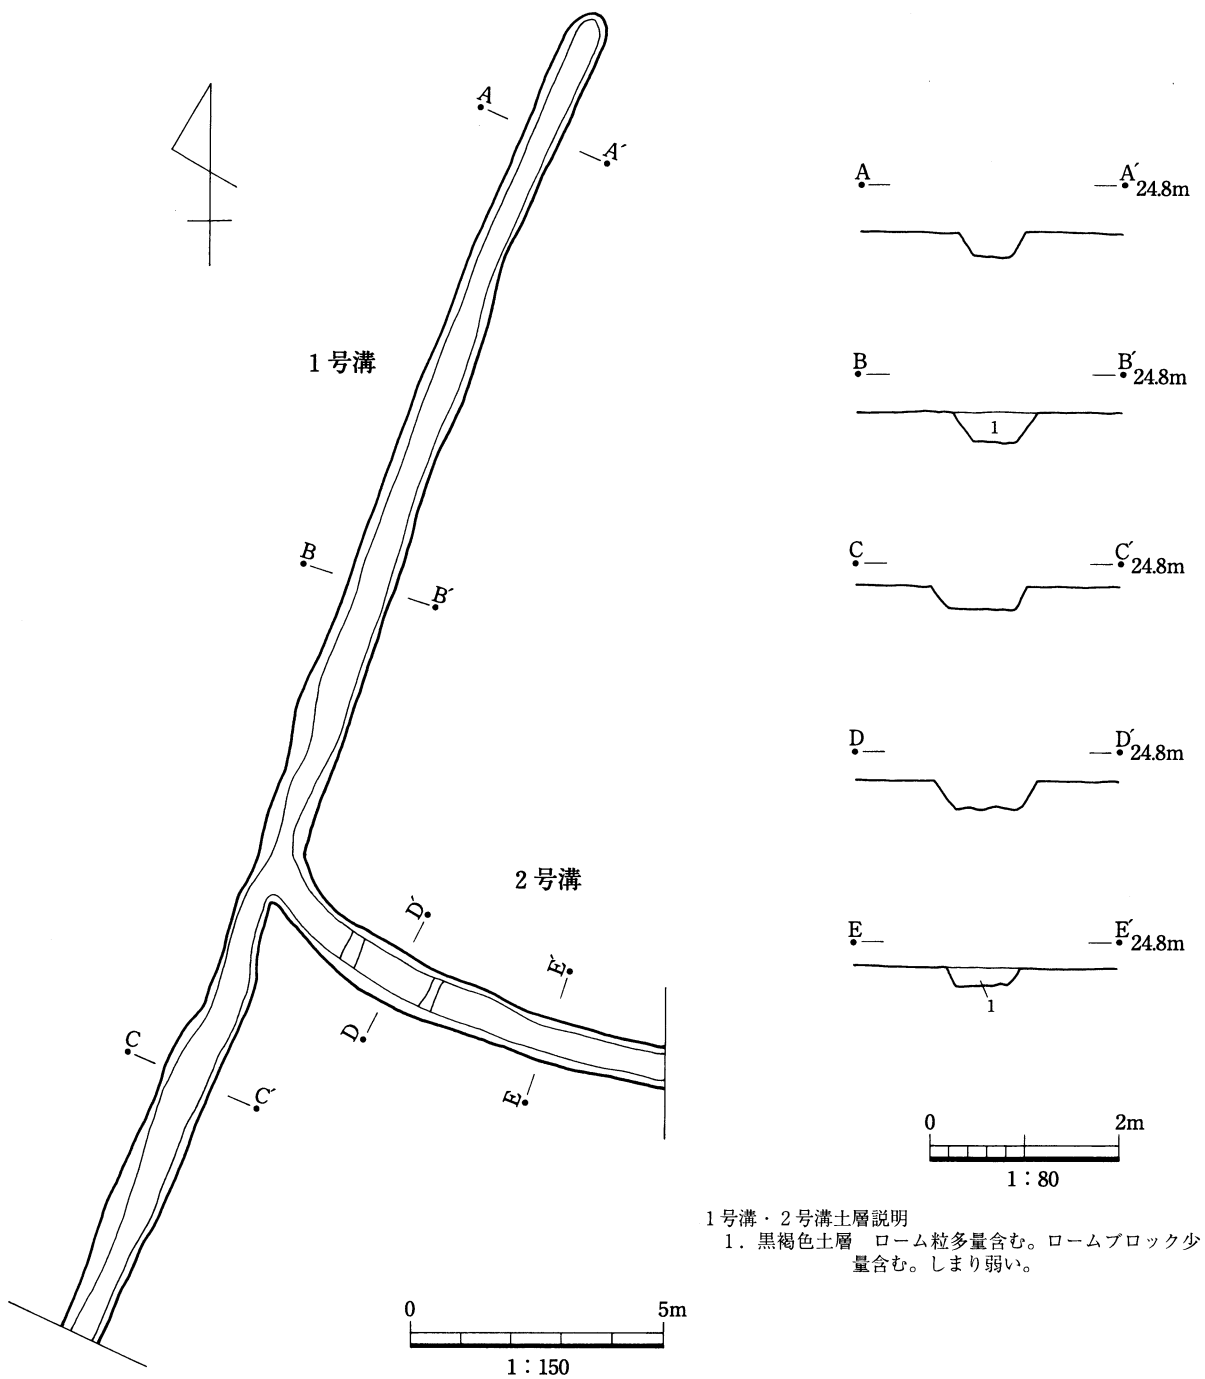 A
A´
1号溝
B
B´
2号溝
D´
E´
D
E
C
C´
0 5m
1：150
A A´ 24.8m
B B´ 24.8m
1
C C´ 24.8m
D D´ 24.8m
E E´ 24.8m
1
0 2m
1：80
1号溝・2号溝土層説明
1．黒褐色土層　ローム粒多量含む。ロームブロック少
量含む。しまり弱い。